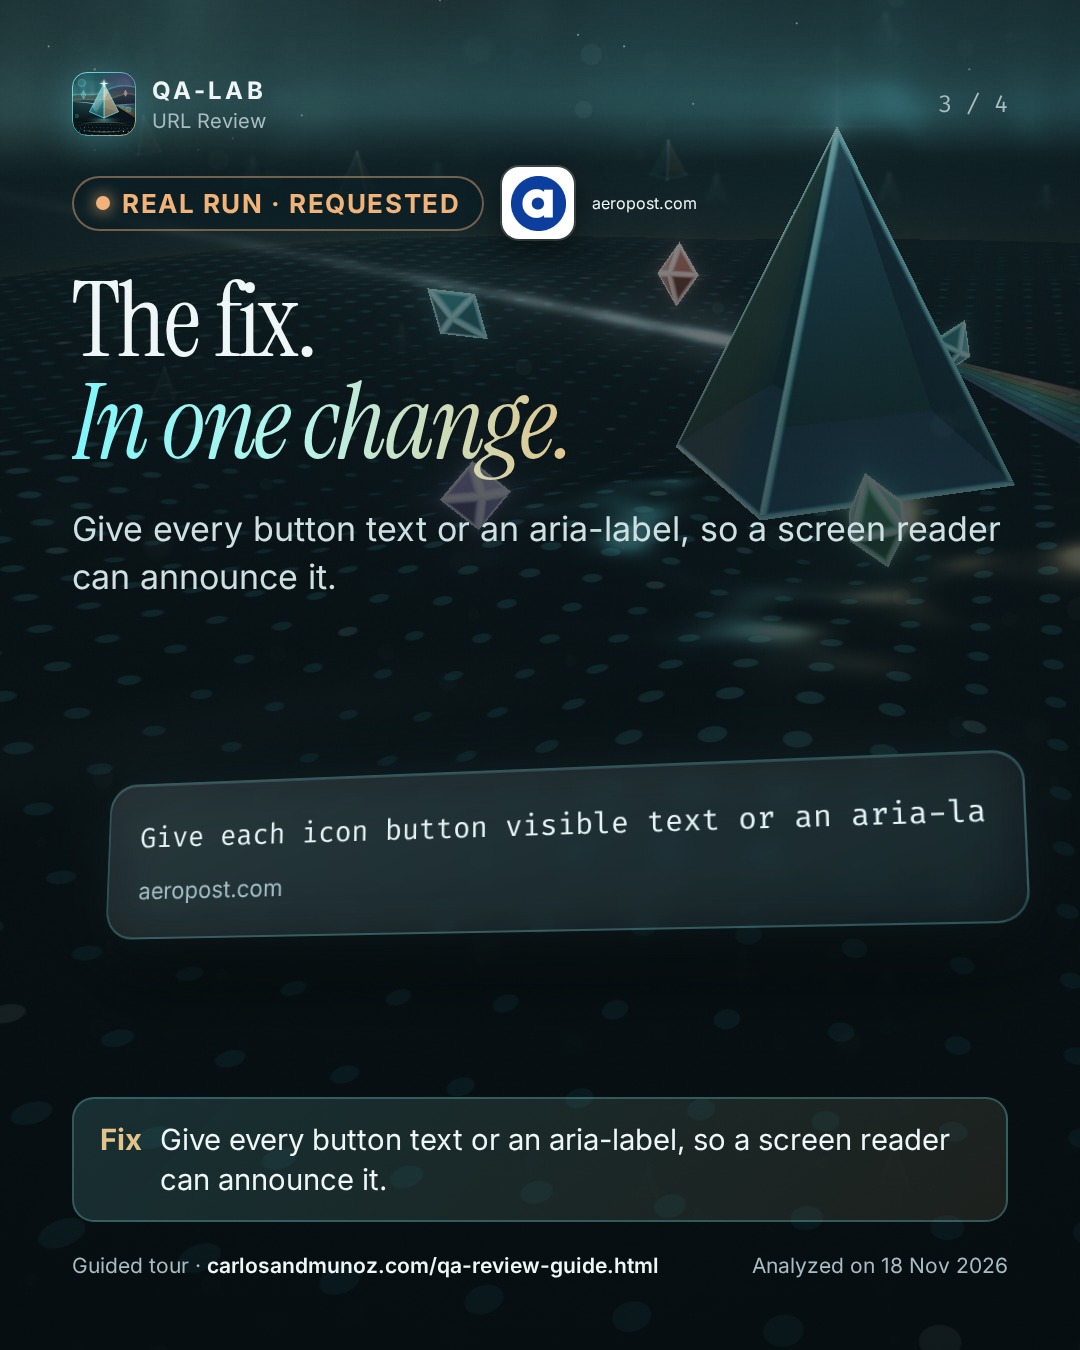 QA-LAB
URL Review
3 / 4
REAL RUN · REQUESTED
a
aeropost.com
The fix.
In one change.
Give every button text or an aria-label, so a screen reader
can announce it.
Give each icon button visible text or an aria-la
aeropost.com
Fix Give every button text or an aria-label, so a screen reader
can announce it.
Guided tour · carlosandmunoz.com/qa-review-guide.html
Analyzed on 18 Nov 2026